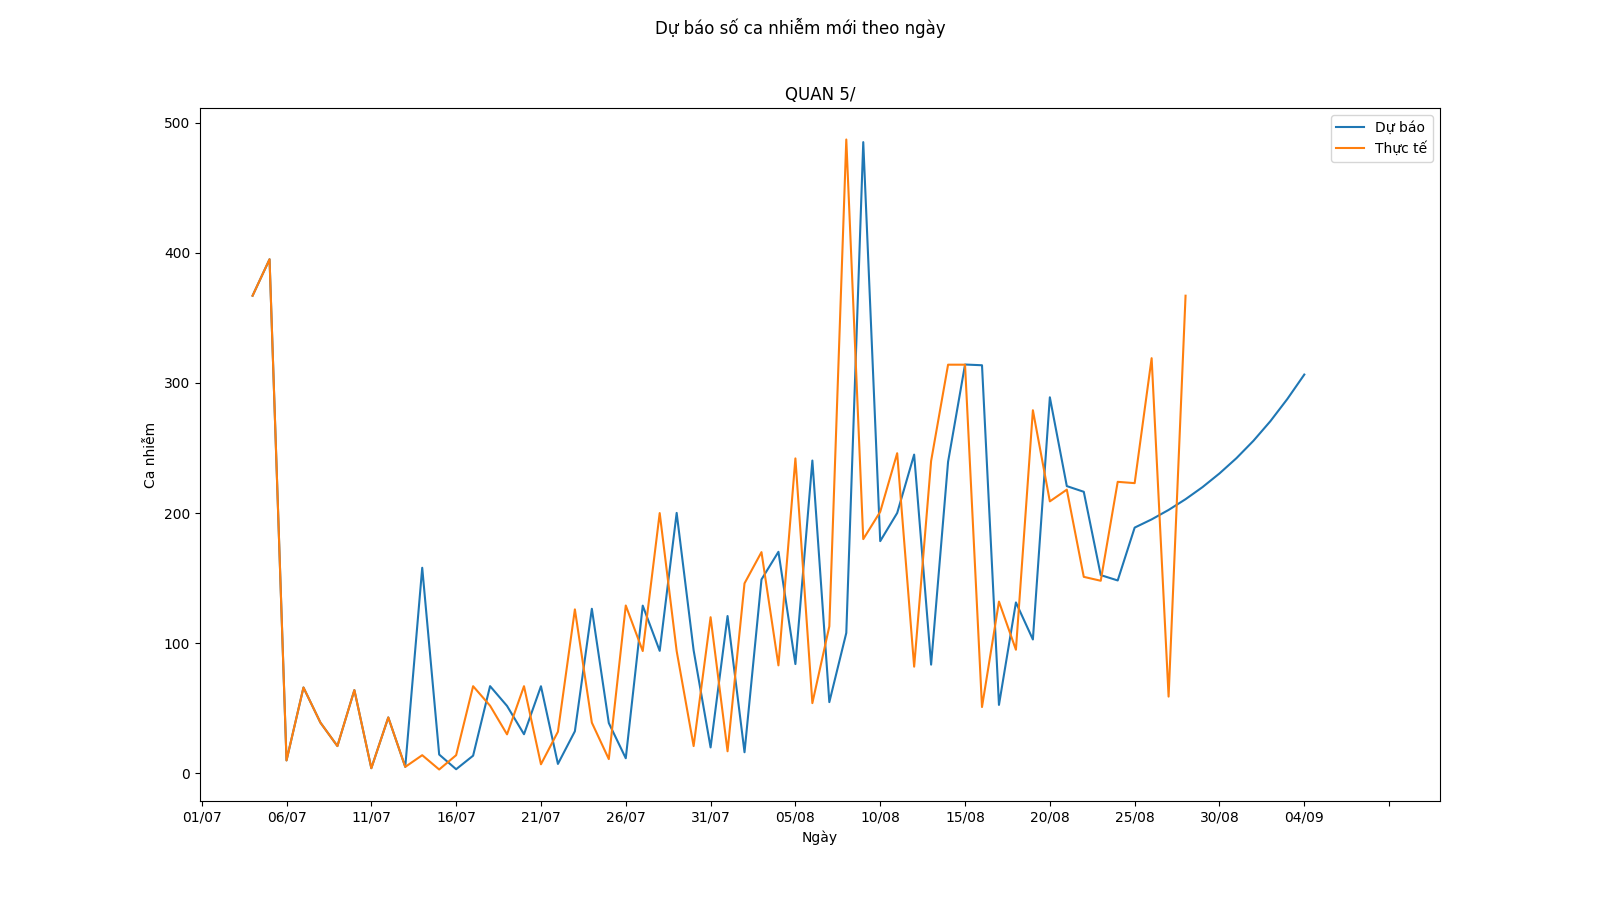 Dự báo số ca nhiễm mới theo ngày
QUAN 5/
Dự báo
Thực tế
500
400
300
200
100
0
Ca nhiễm
01/07 06/07 11/07 16/07 21/07 26/07 31/07 05/08 10/08 15/08 20/08 25/08 30/08 04/09
Ngày